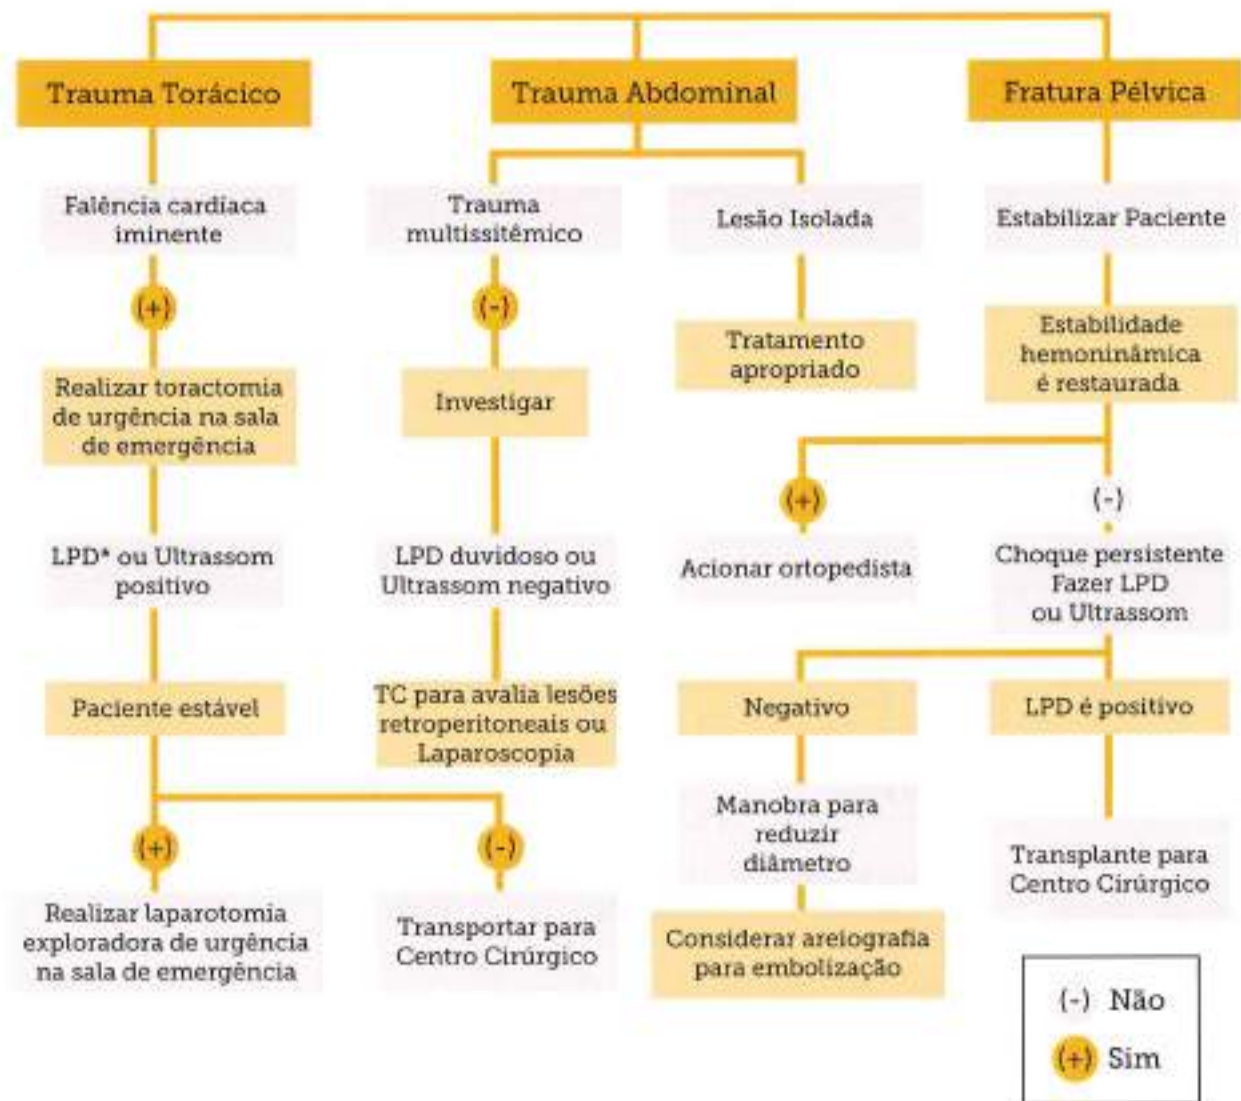 Trauma Torácico
Falência cardíaca
iminente
(+)
Realizar toractomia
de urgência na sala
de emergência
LPD* ou Ultrassom
positivo
Paciente estável
(+)
Realizar laparotomia
exploradora de urgência
na sala de emergência
(-)
Transportar para
Centro Cirúrgico
Trauma Abdominal
Trauma
multissitêmico
(-)
Investigar
LPD duvidoso ou
Ultrassom negativo
TC para avalia lesões
retroperitoneais ou
Laparoscopia
Lesão Isolada
Tratamento
apropriado
Fratura Pélvica
Estabilizar Paciente
Estabilidade
hemoninâmica
é restaurada
(+)
Acionar ortopedista
(-)
Choque persistente
Fazer LPD
ou Ultrassom
Negativo
Manobra para
reduzir
diâmetro
Considerar areiografia
para embolização
LPD é positivo
Transplante para
Centro Cirúrgico
(-) Não
(+) Sim